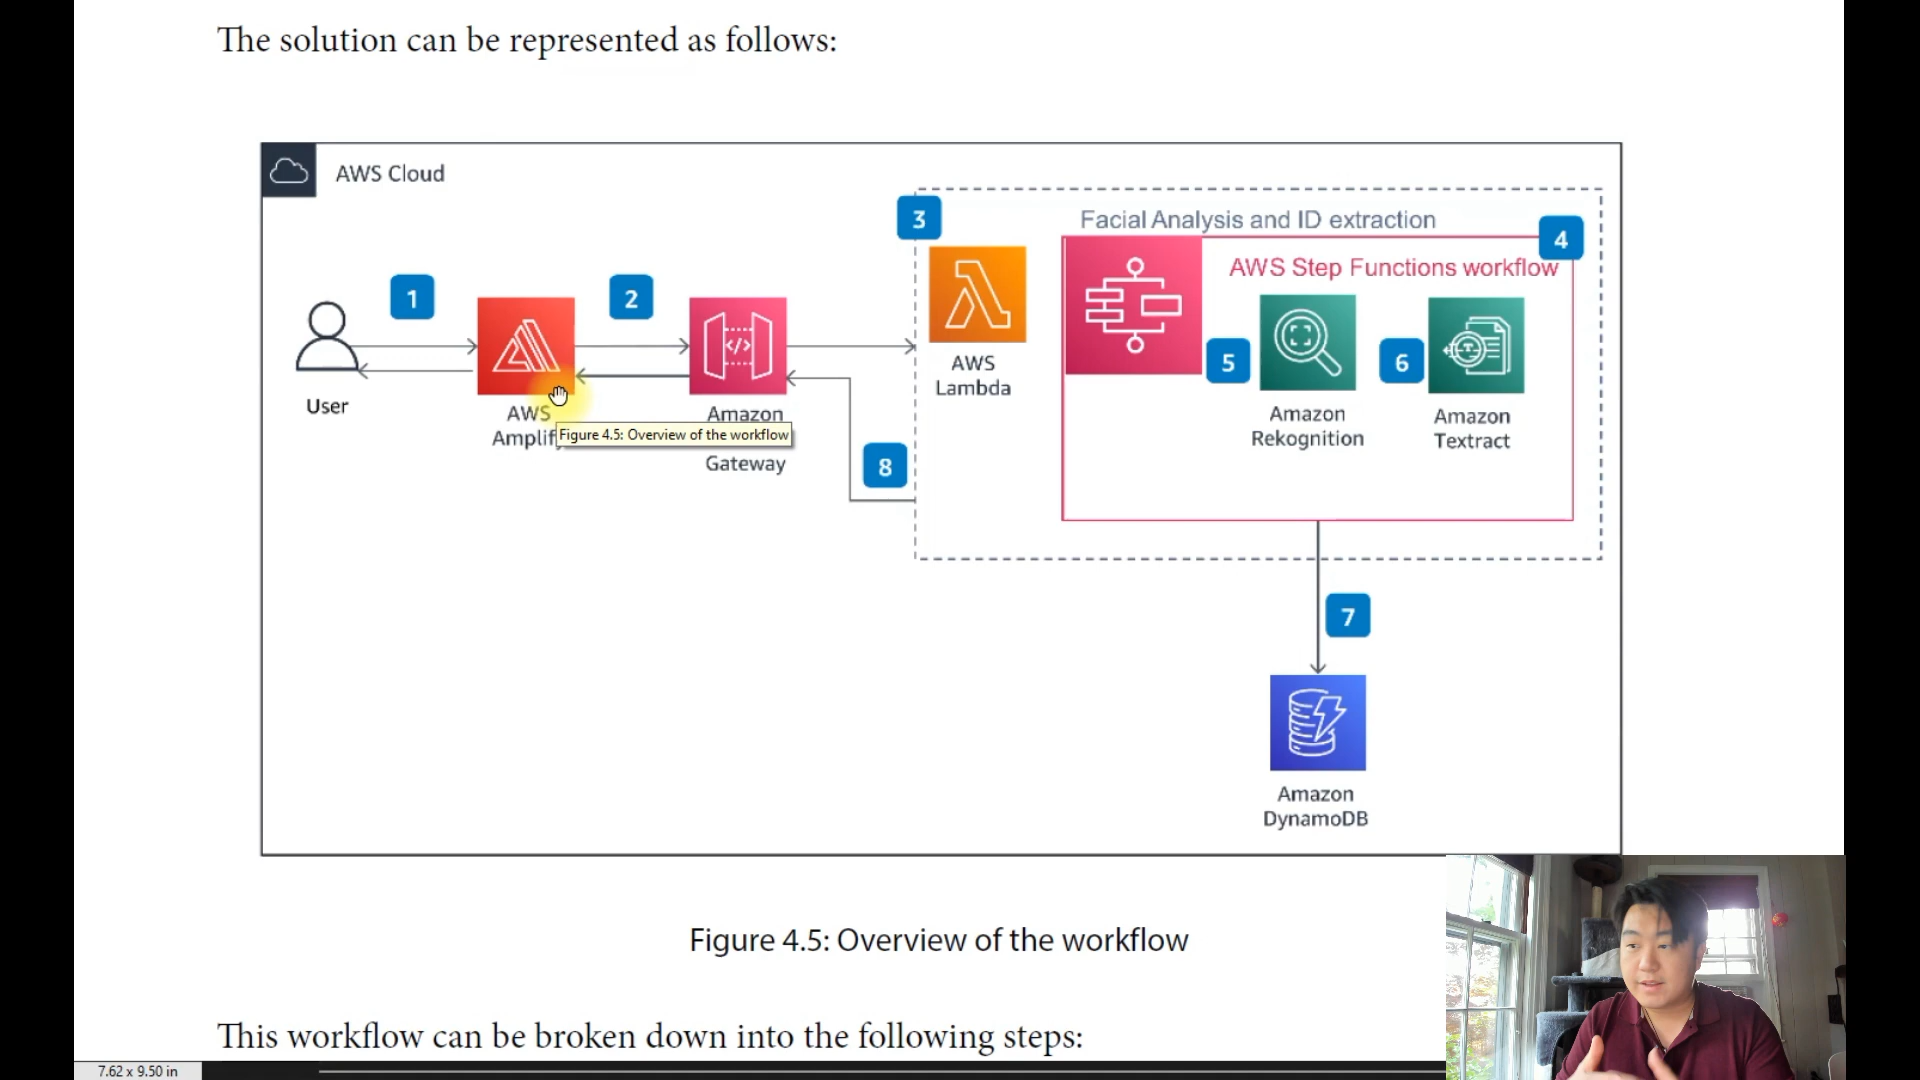 The solution can be represented as follows:
AWS Cloud
3
Facial Analysis and ID extraction
4
AWS Step Functions workflow
1
2
5
6
User
AWS
Amplif
Figure 4.5: Overview of the workflow
Amazon
Gateway
8
AWS
Lambda
Amazon
Rekognition
Amazon
Textract
7
Amazon
DynamoDB
Figure 4.5: Overview of the workflow
This workflow can be broken down into the following steps:
7.62 x 9.50 in